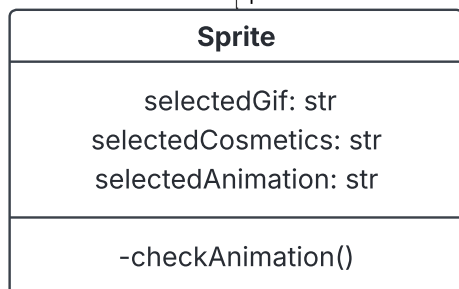 Sprite
selectedGif: str
selectedCosmetics: str
selectedAnimation: str
-checkAnimation()